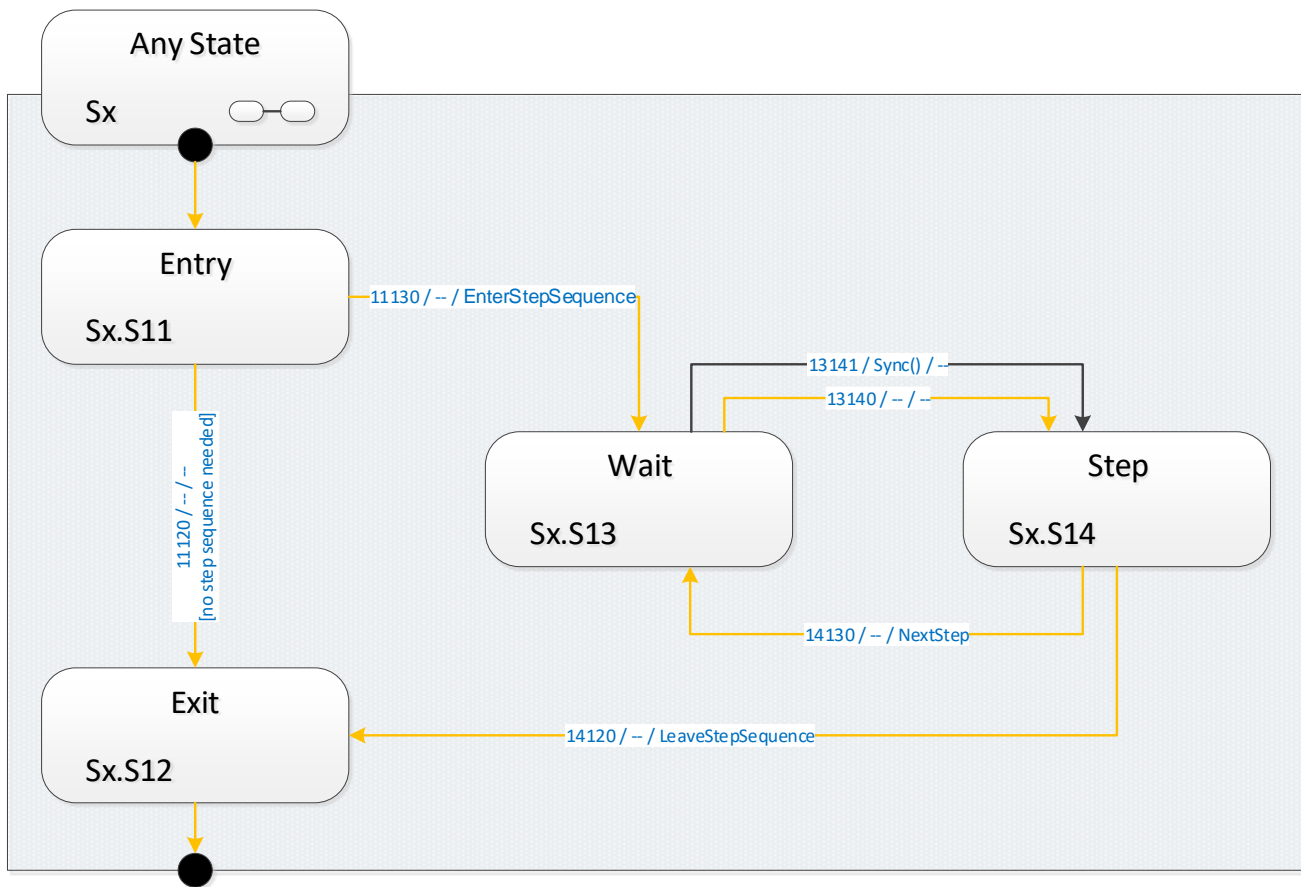 Any State
Sx
Entry
Sx.S11
11130 / -- / EnterStepSequence
13141 / Sync() / --
13140 / -- / --
11120 / -- / --
[no step sequence needed]
Wait
Sx.S13
Step
Sx.S14
14130 / -- / NextStep
Exit
Sx.S12
14120 / -- / LeaveStepSequence